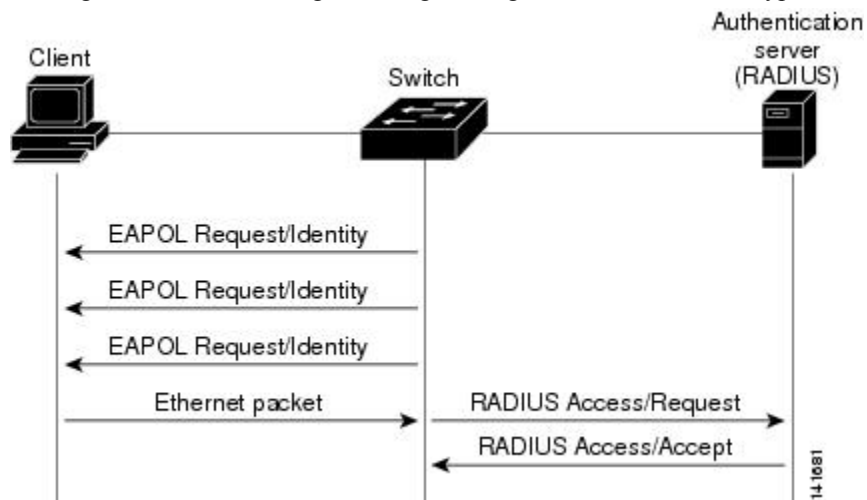 Client
Switch
Authentication
server
(RADIUS)
EAPOL Request/Identity
EAPOL Request/Identity
EAPOL Request/Identity
Ethernet packet
RADIUS Access/Request
RADIUS Access/Accept
141681